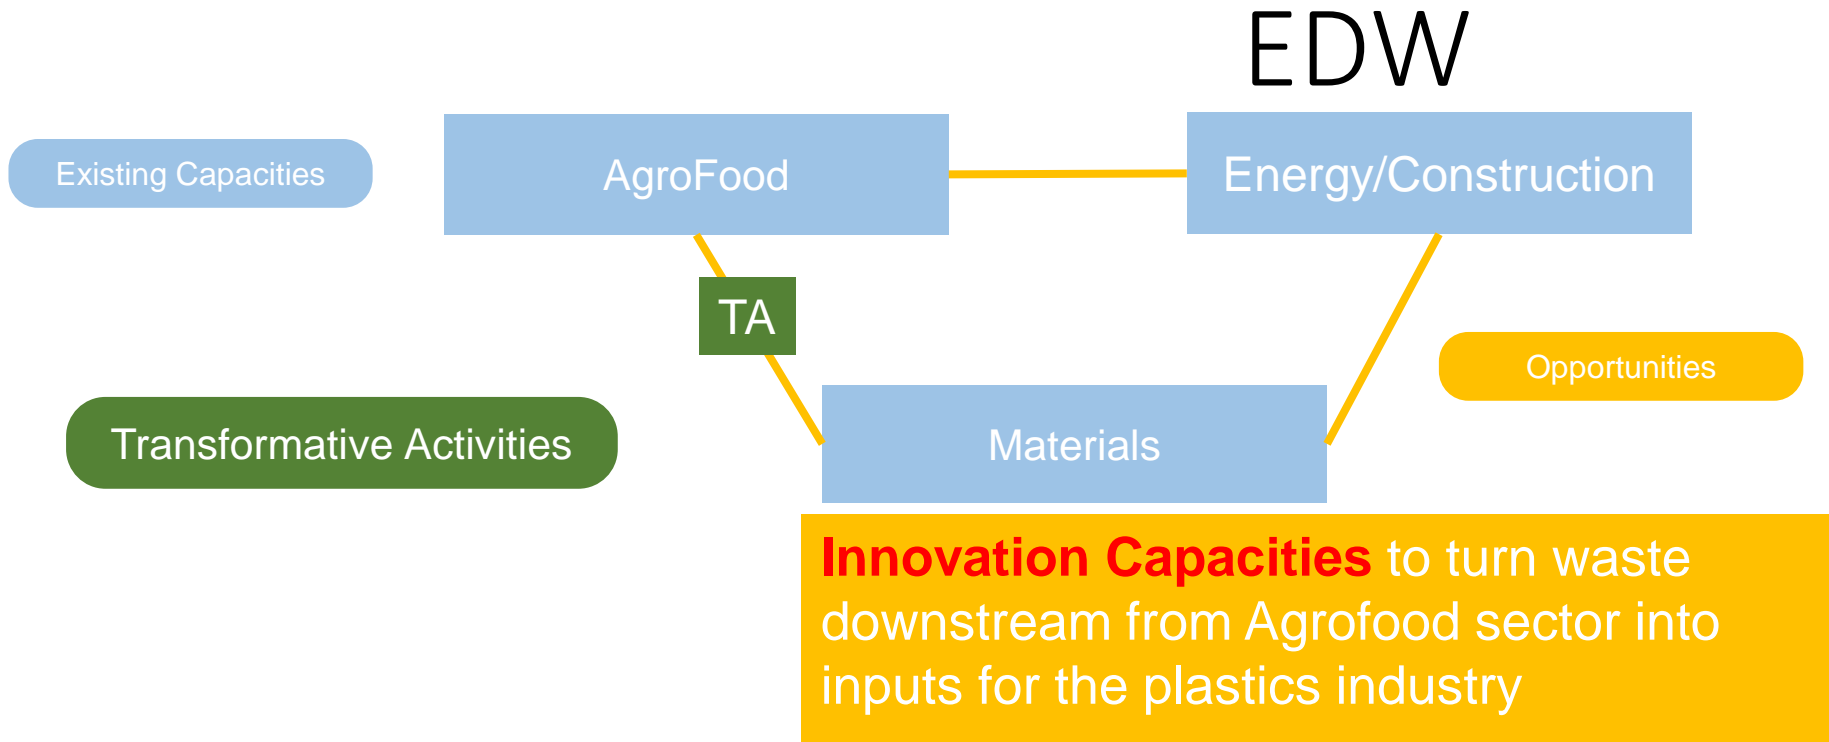 EDW
Existing Capacities
AgroFood
Energy/Construction
TA
Opportunities
Transformative Activities
Materials
Innovation Capacities to turn waste
downstream from Agrofood sector into
inputs for the plastics industry